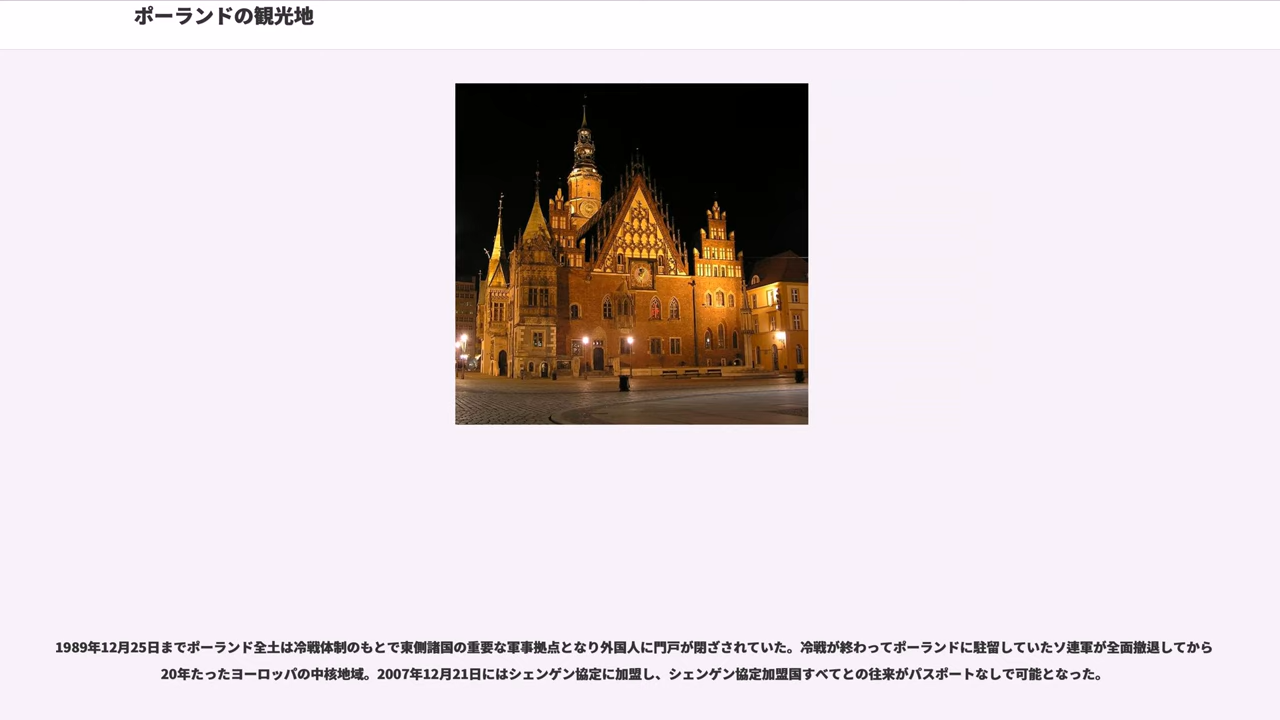 ポーランドの観光地
1989年12月25日までポーランド全土は冷戦体制のもとで東側諸国の重要な軍事拠点となり外国人に門戸が閉ざされていた。冷戦が終わってポーランドに駐留していたソ連軍が全面撤退してから
20年たったヨーロッパの中核地域。2007年12月21日にはシェンゲン協定に加盟し、シェンゲン協定加盟国すべてとの往来がパスポートなしで可能となった。